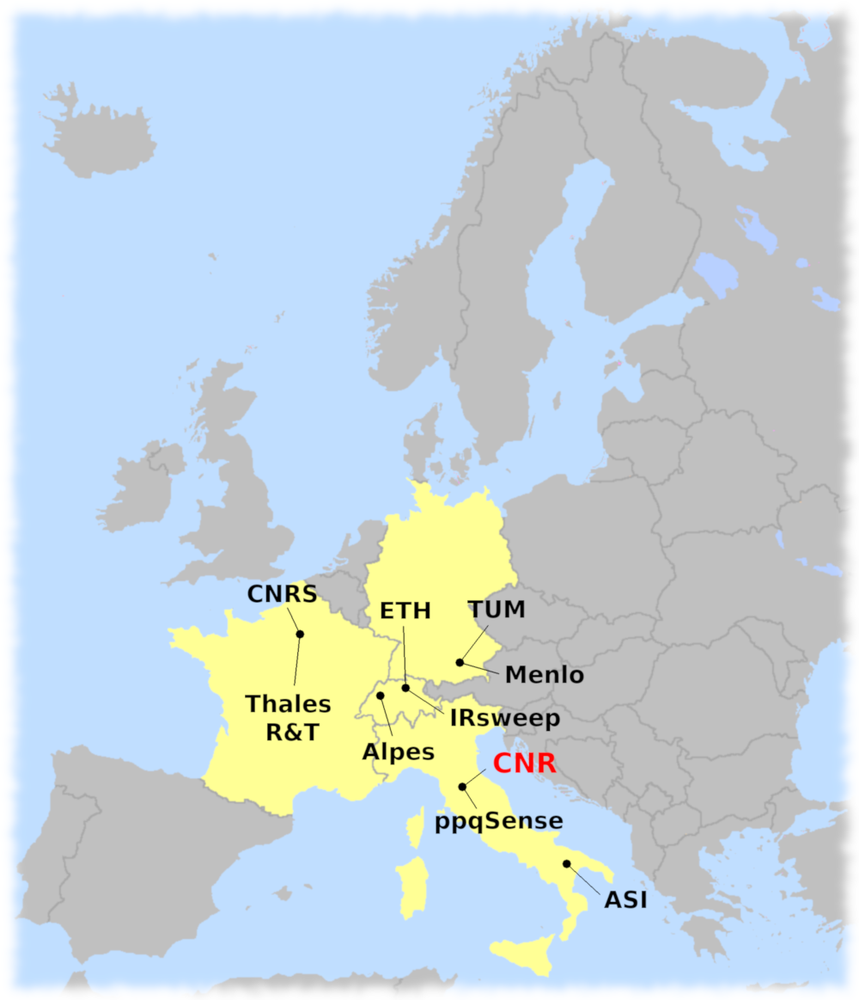 CNRS
ETH
TUM
Menlo
Thales
R&T
IRsweep
Alpes
CNR
ppqSense
ASI